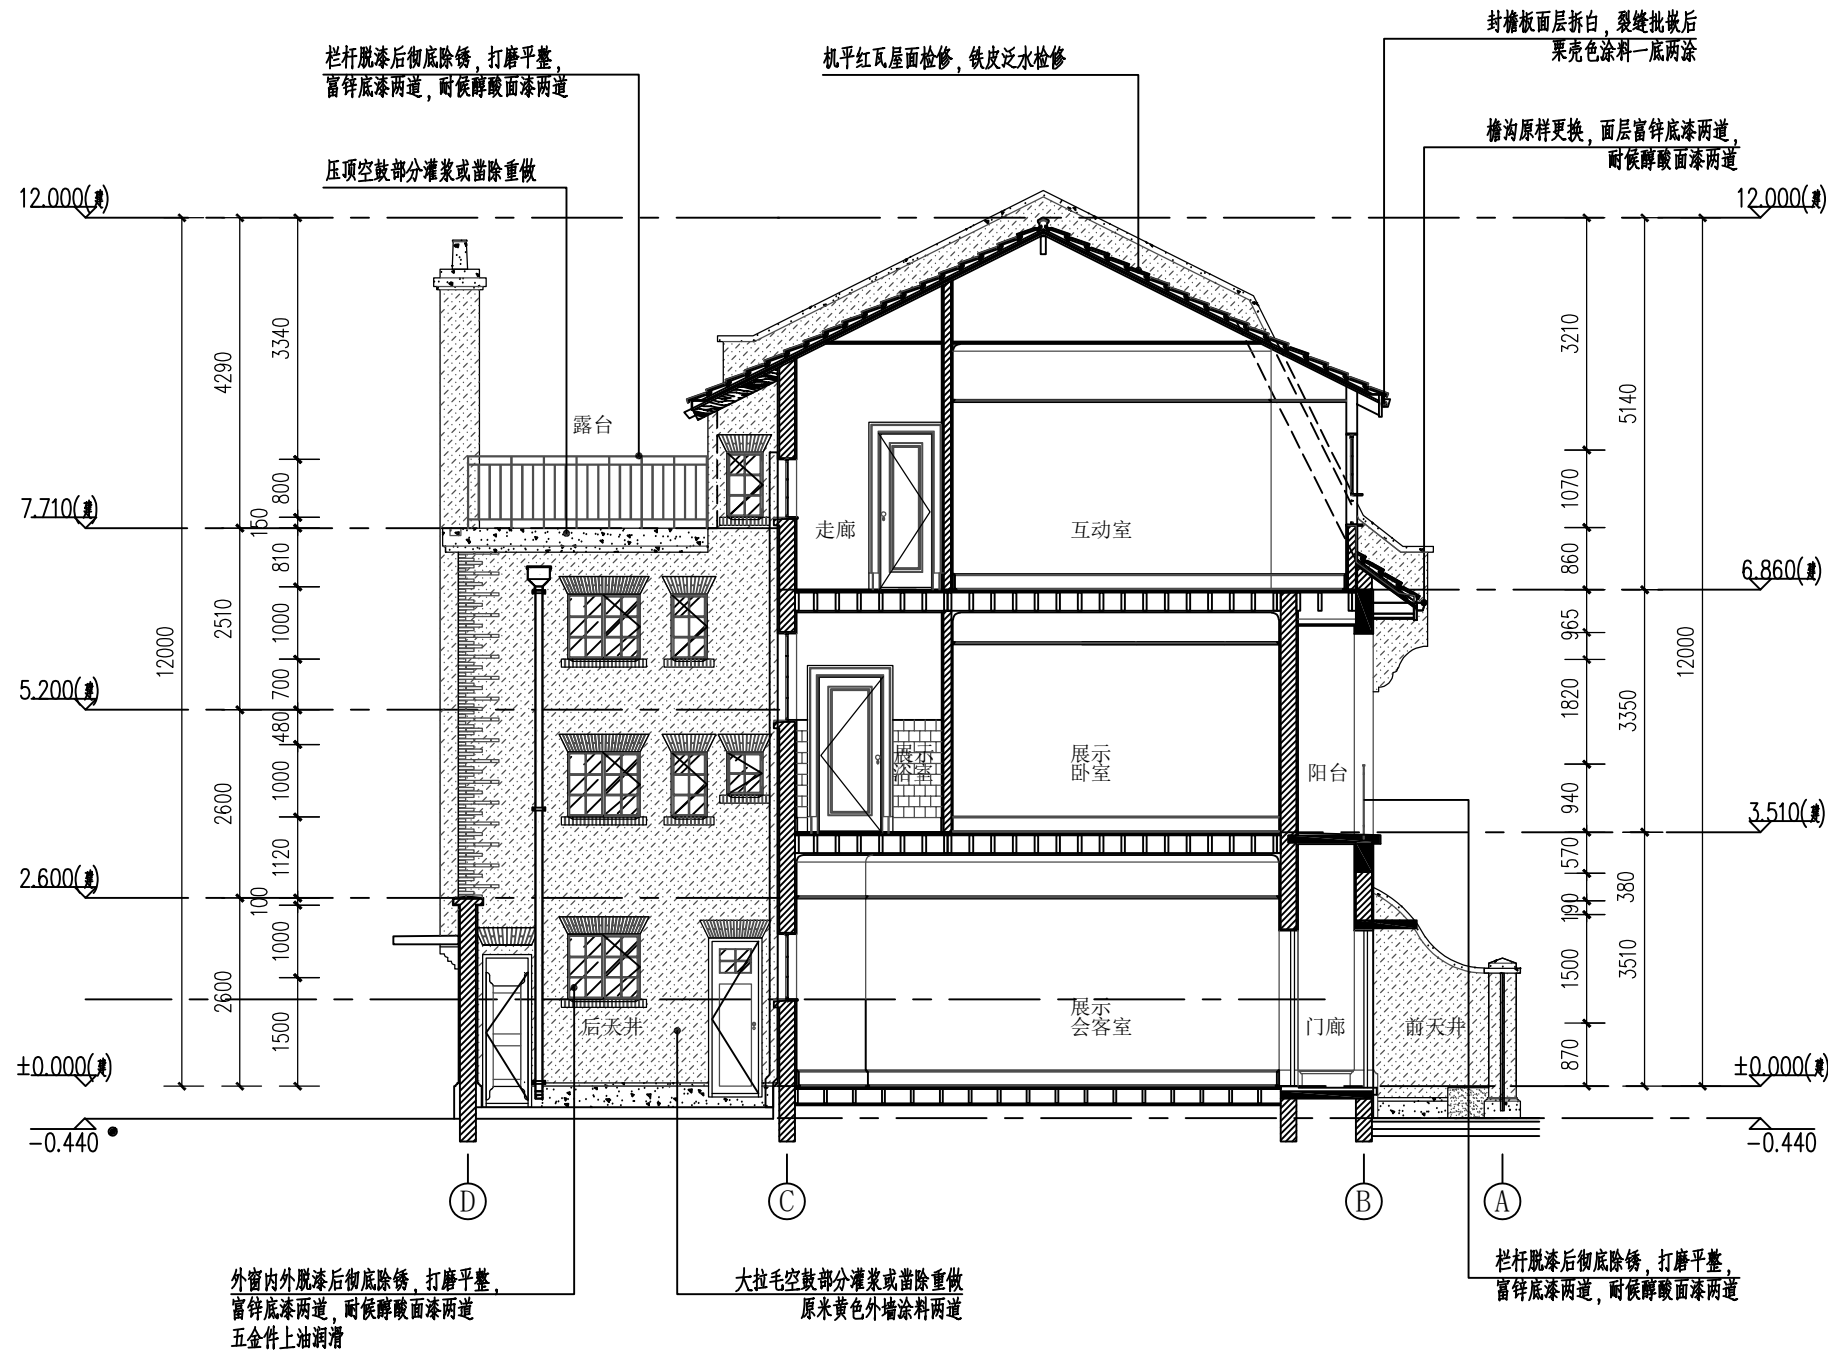 封檐板面层拆白，裂缝批嵌后
栗壳色涂料一底两涂
栏杆脱漆后彻底除锈，打磨平整，
富锌底漆两道，耐候醇酸面漆两道
机平红瓦屋面检修，铁皮泛水检修
檐沟原样更换，面层富锌底漆两道，
耐候醇酸面漆两道
压顶空鼓部分灌浆或凿除重做
12.000(建)
12.000(建)
7.710(建)
6.860(建)
5.200(建)
3.510(建)
2.600(建)
±0.000(建)
±0.000(建)
-0.440
-0.440
12000
4290
2510
2600
2600
3340
800
150
810
1000
700
480
1000
1120
100
1000
1500
3210
1070
860
965
1820
940
570
190
1500
870
5140
3350
380
3510
12000
露台
走廊
互动室
展示
浴室
展示
卧室
阳台
后天井
展示
会客室
门廊
前天井
D
C
B
A
外窗内外脱漆后彻底除锈，打磨平整，
富锌底漆两道，耐候醇酸面漆两道
五金件上油润滑
大拉毛空鼓部分灌浆或凿除重做
原米黄色外墙涂料两道
栏杆脱漆后彻底除锈，打磨平整，
富锌底漆两道，耐候醇酸面漆两道